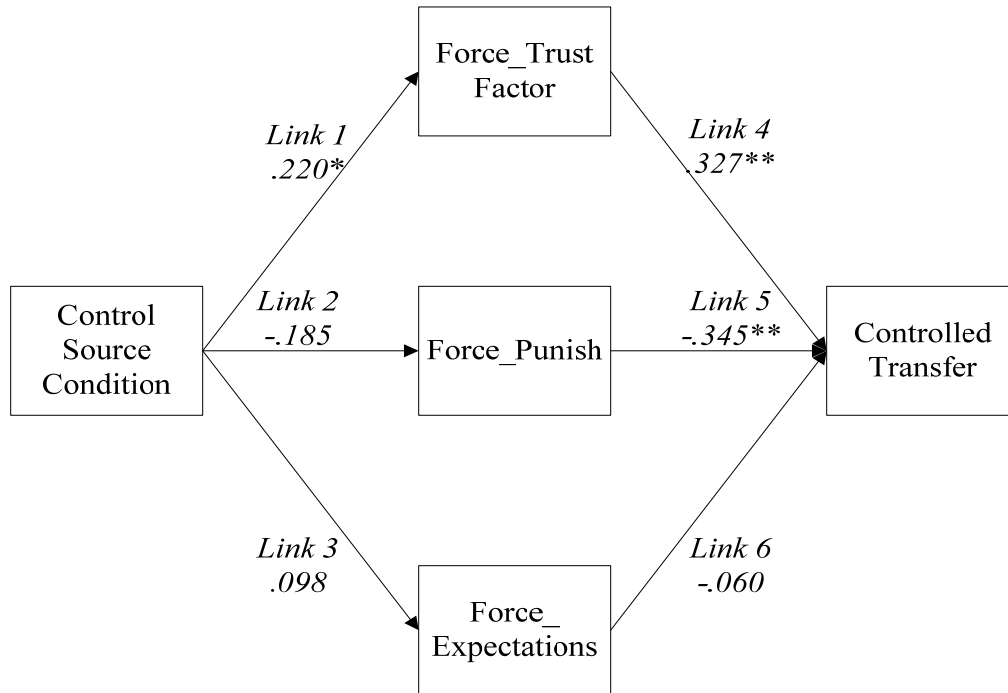 Force_Trust
Factor
Link 1
.220*
Link 4
.327**
Control
Source
Condition
Link 2
-.185
Force_Punish
Link 5
-.345**
Controlled
Transfer
Link 3
.098
Link 6
-.060
Force_
Expectations